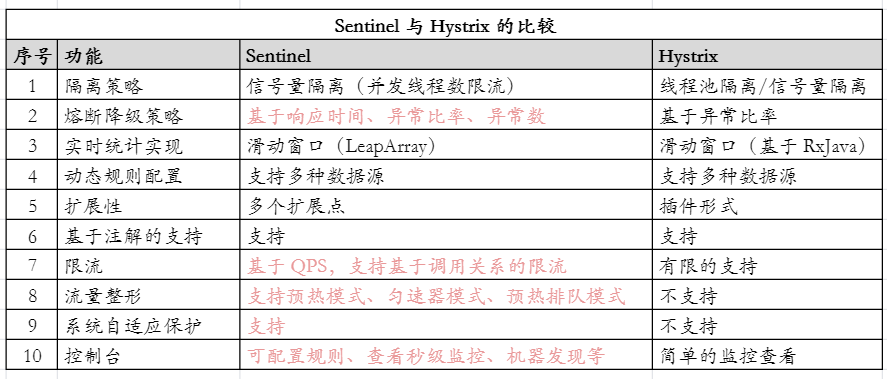 Sentinel 与 Hystrix 的比较
序号 功能 Sentinel Hystrix
1 隔离策略 信号量隔离（并发线程数限流） 线程池隔离/信号量隔离
2 熔断降级策略 基于响应时间、异常比率、异常数 基于异常比率
3 实时统计实现 滑动窗口（LeapArray） 滑动窗口（基于 RxJava）
4 动态规则配置 支持多种数据源 支持多种数据源
5 扩展性 多个扩展点 插件形式
6 基于注解的支持 支持 支持
7 限流 基于 QPS，支持基于调用关系的限流 有限的支持
8 流量整形 支持预热模式、匀速器模式、预热排队模式 不支持
9 系统自适应保护 支持 不支持
10 控制台 可配置规则、查看秒级监控、机器发现等 简单的监控查看